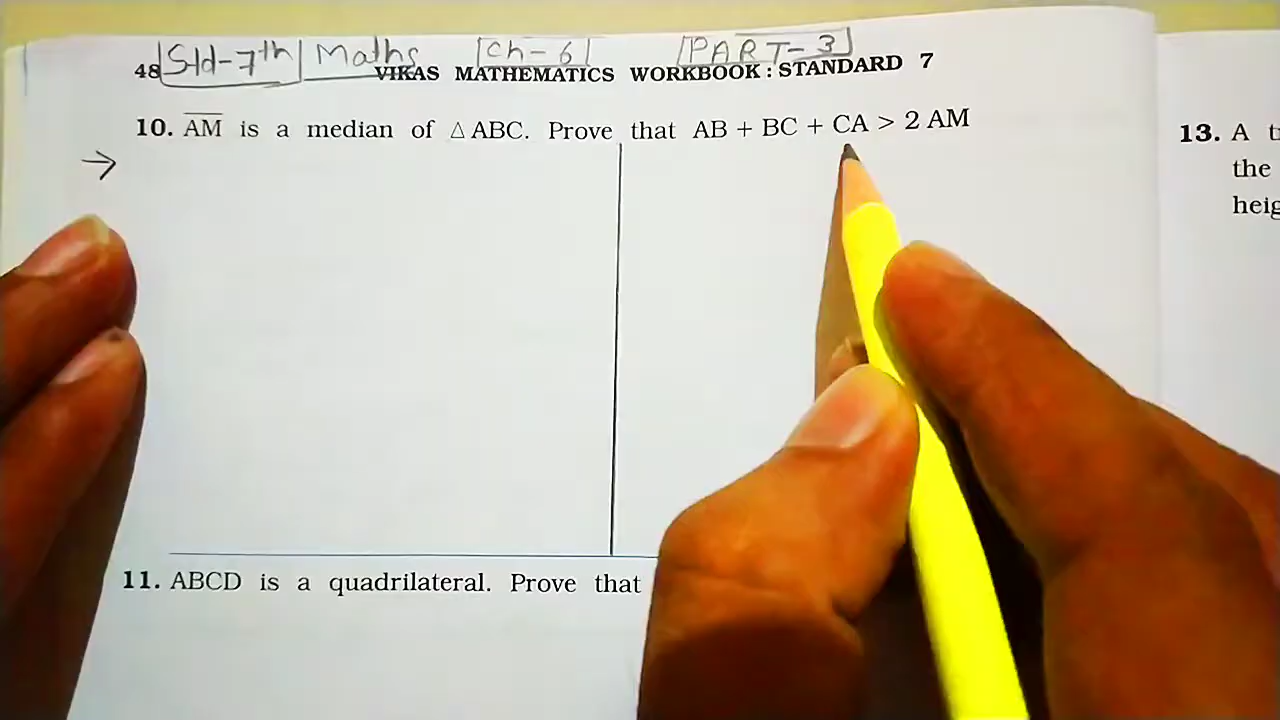 Std-7th Maths Ch-6 PART-3
48 VIKAS MATHEMATICS WORKBOOK : STANDARD 7
10. AM is a median of △ABC. Prove that AB + BC + CA > 2 AM
→
11. ABCD is a quadrilateral. Prove that
13. A
the
heig